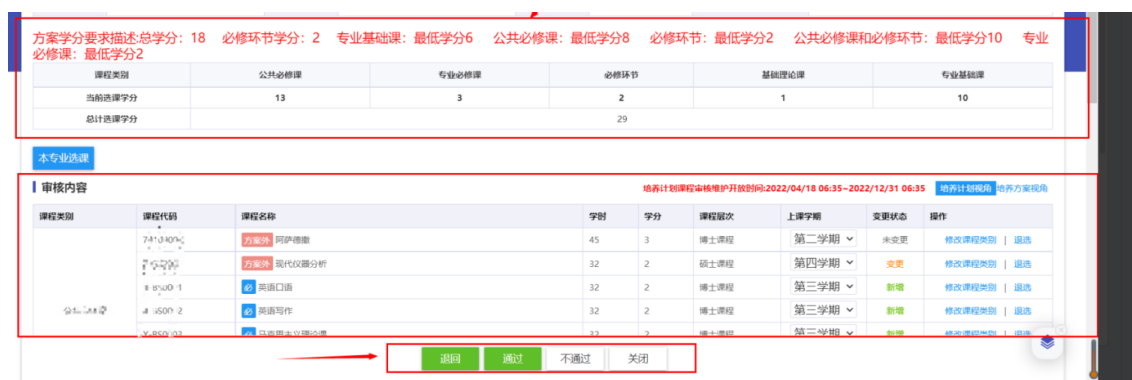 方案学分要求描述:总学分：18 必修环节学分：2 专业基础课：最低学分6 公共必修课：最低学分8 必修环节：最低学分2 公共必修课和必修环节：最低学分10 专业
必修课：最低学分2
课程类别 公共必修课 专业必修课 必修环节 基础理论课 专业基础课
当前选课学分 13 3 2 1 10
总计选课学分 29
本专业选课
审核内容 培养计划课程审核维护开放时间:2022/04/18 06:35~2022/12/31 06:35 培养计划视角 培养方案视角
课程类别 课程代码 课程名称 学时 学分 课程层次 上课学期 变更状态 操作
方案外 阿萨德撒 45 3 博士课程 第二学期 未变更 修改课程类别 | 退选
方案外 现代仪器分析 32 2 硕士课程 第四学期 变更 修改课程类别 | 退选
必 英语口语 32 2 博士课程 第三学期 新增 修改课程类别 | 退选
必 英语写作 32 2 博士课程 第三学期 新增 修改课程类别 | 退选
必 马克思主义理论课 32 2 博士课程 第三学期 新增 修改课程类别 | 退选
退回 通过 不通过 关闭